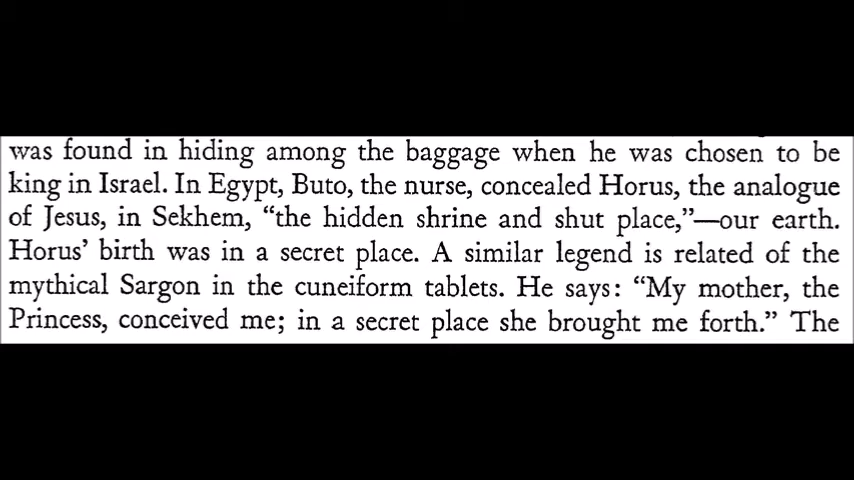 was found in hiding among the baggage when he was chosen to be
king in Israel. In Egypt, Buto, the nurse, concealed Horus, the analogue
of Jesus, in Sekhem, “the hidden shrine and shut place,”—our earth.
Horus’ birth was in a secret place. A similar legend is related of the
mythical Sargon in the cuneiform tablets. He says: “My mother, the
Princess, conceived me; in a secret place she brought me forth.” The